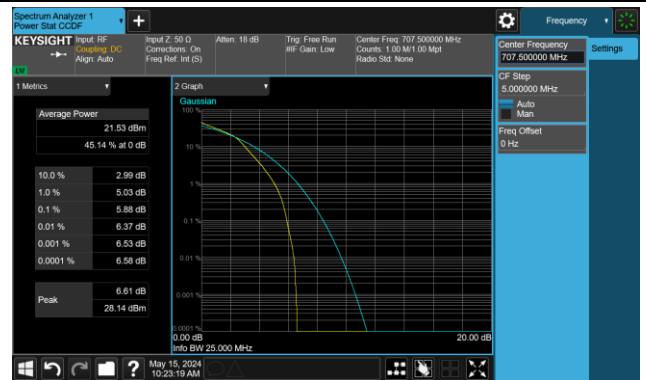 Spectrum Analyzer 1
Power Stat CCDF
Frequency
KEYSIGHT
Input: RF
Coupling: DC
Align: Auto
Input Z: 50 Ω
Corrections: On
Freq Ref: Int (S)
Atten: 18 dB
Trig: Free Run
#IF Gain: Low
Center Freq: 707.500000 MHz
Counts: 1.00 M/1.00 Mpt
Radio Std: None
Center Frequency
707.500000 MHz
Settings
CF Step
5.000000 MHz
Auto
Man
Freq Offset
0 Hz
1 Metrics
Average Power
21.53 dBm
45.14 % at 0 dB
10.0 % 2.99 dB
1.0 % 5.03 dB
0.1 % 5.88 dB
0.01 % 6.37 dB
0.001 % 6.53 dB
0.0001 % 6.58 dB
Peak
6.61 dB
28.14 dBm
2 Graph
Gaussian
100 %
10 %
1 %
0.1 %
0.01 %
0.001 %
0.0001 %
0.00 dB 20.00 dB
Info BW 25.000 MHz
?
May 15, 2024
10:23:19 AM